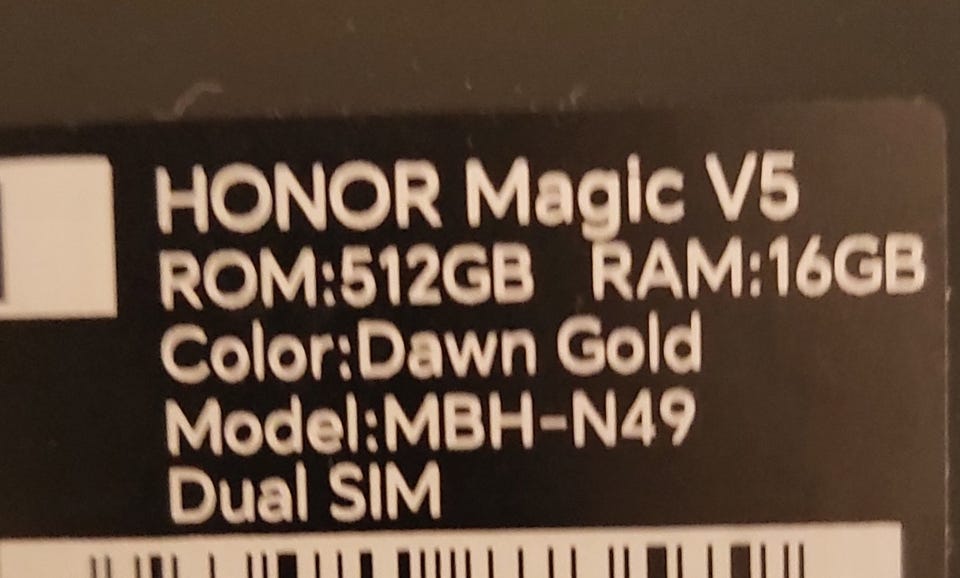 HONOR Magic V5
ROM:512GB RAM:16GB
Color:Dawn Gold
Model:MBH-N49
Dual SIM